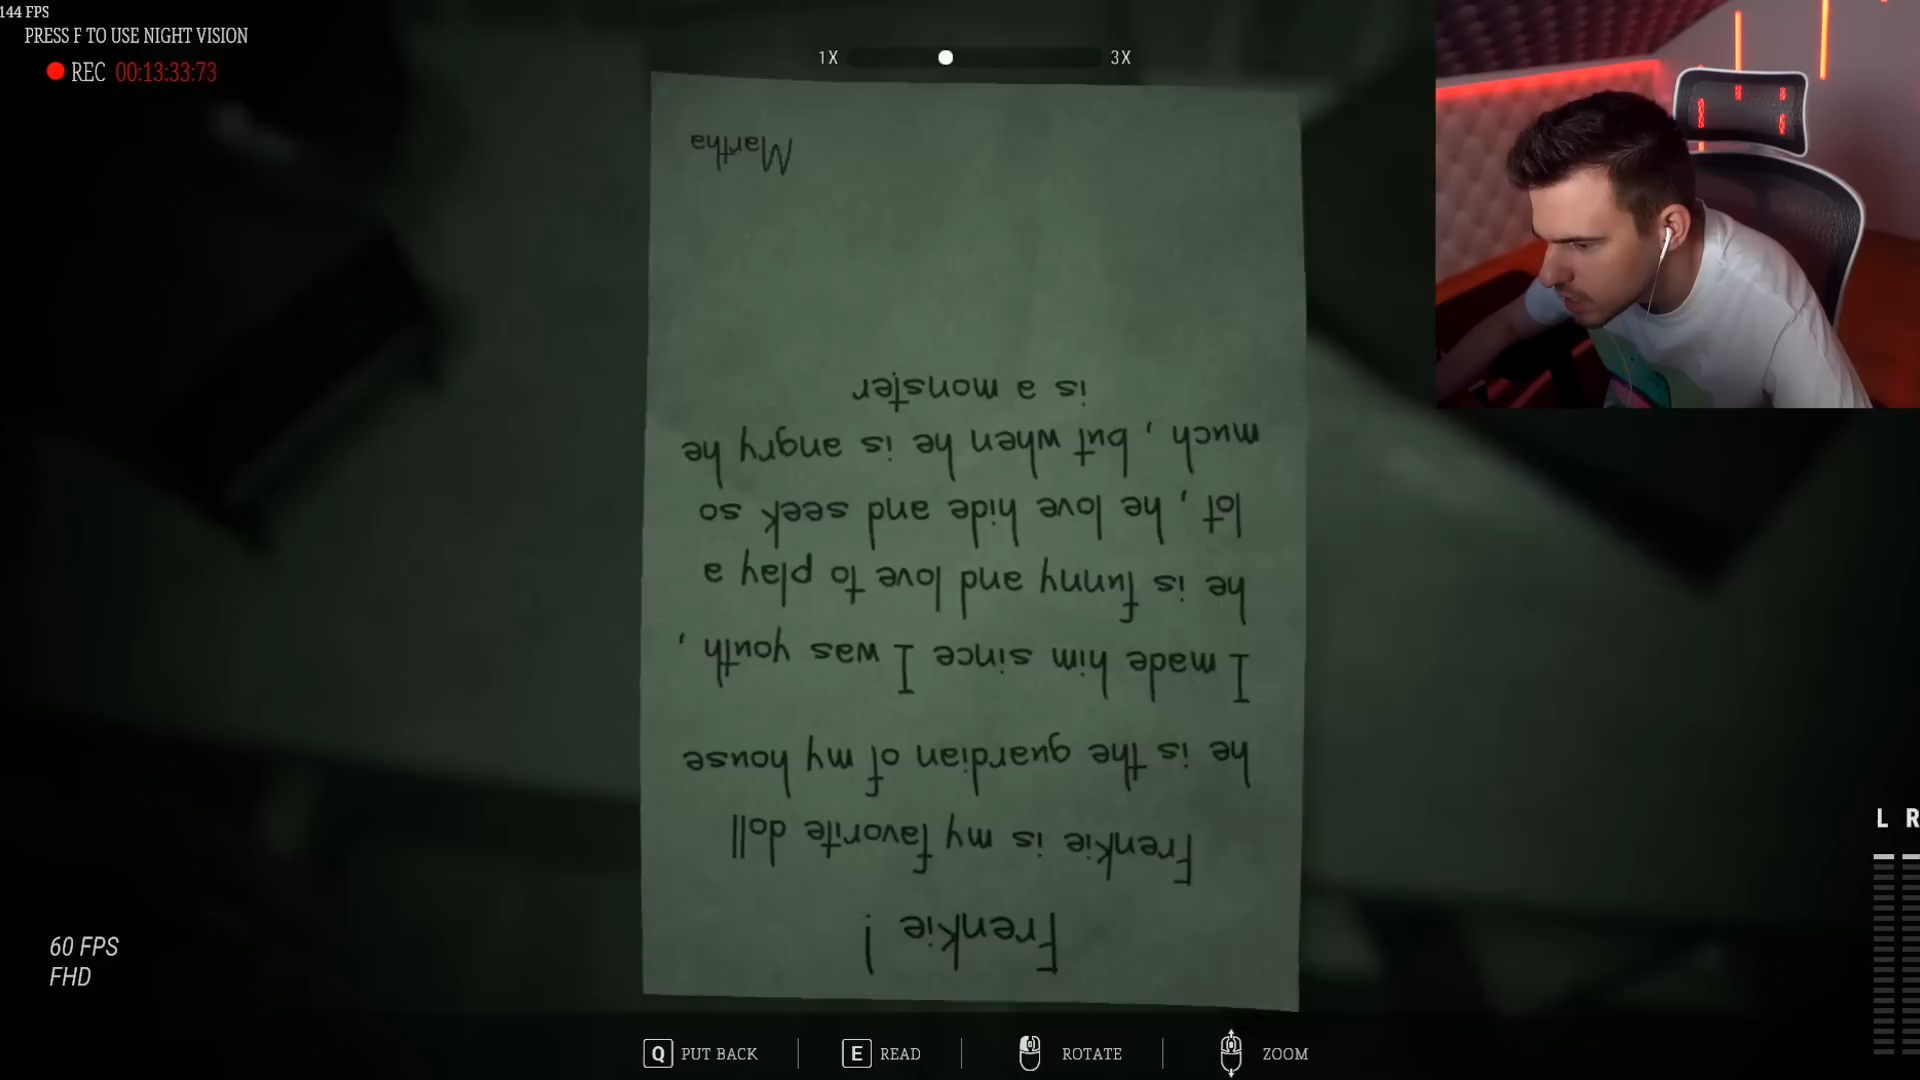 144 FPS
PRESS F TO USE NIGHT VISION
REC 00:13:33:73
1X 3X
Frenkie !
Frenkie is my favorite doll
he is the guardian of my house
I made him since I was youth ,
he is funny and love to play a
lot , he love hide and seek so
much , but when he is angry he
is a monster
Martha
L R
60 FPS
FHD
Q PUT BACK
E READ
ROTATE
ZOOM